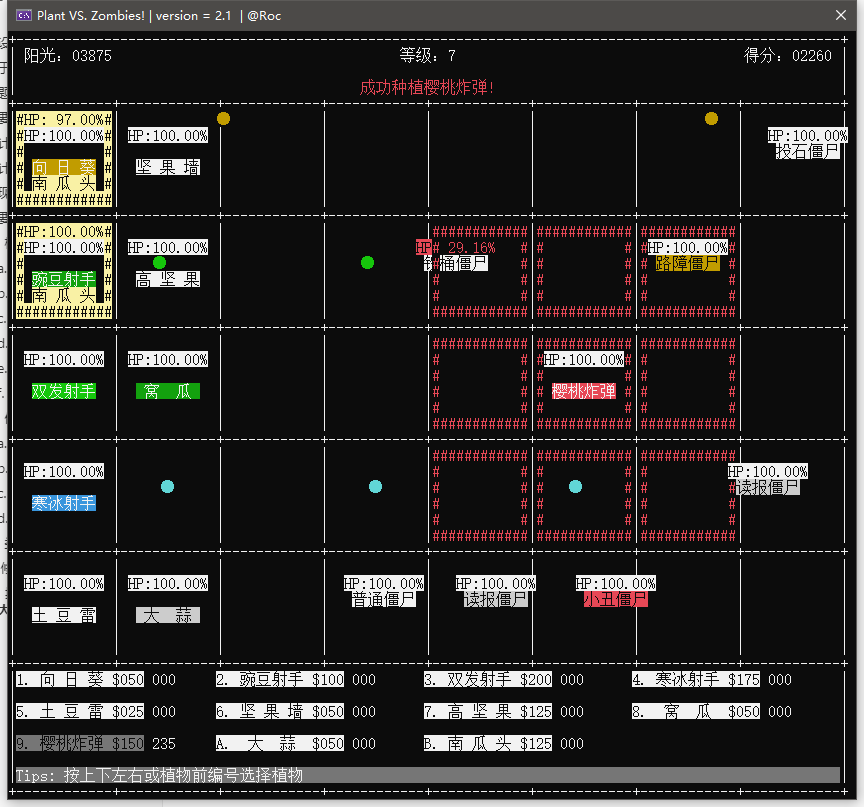 Plant VS. Zombies! | version = 2.1 | @Roc
阳光: 03875 等级: 7 得分: 02260
成功种植樱桃炸弹!
HP: 97.00%
HP:100.00% HP:100.00% HP:100.00%
向日葵 坚果墙 投石僵尸
南瓜头
HP:100.00%
HP:100.00% HP:100.00% HP 29.16% HP:100.00%
豌豆射手 高坚果 桶僵尸 路障僵尸
南瓜头
HP:100.00% HP:100.00% HP:100.00%
双发射手 窝瓜 樱桃炸弹
HP:100.00% HP:100.00%
寒冰射手 读报僵尸
HP:100.00% HP:100.00% HP:100.00% HP:100.00% HP:100.00%
土豆雷 大蒜 普通僵尸 读报僵尸 小丑僵尸
1. 向日葵 $050 000 2. 豌豆射手 $100 000 3. 双发射手 $200 000 4. 寒冰射手 $175 000
5. 土豆雷 $025 000 6. 坚果墙 $050 000 7. 高坚果 $125 000 8. 窝瓜 $050 000
9. 樱桃炸弹 $150 235 A. 大蒜 $050 000 B. 南瓜头 $125 000
Tips: 按上下左右或植物前编号选择植物